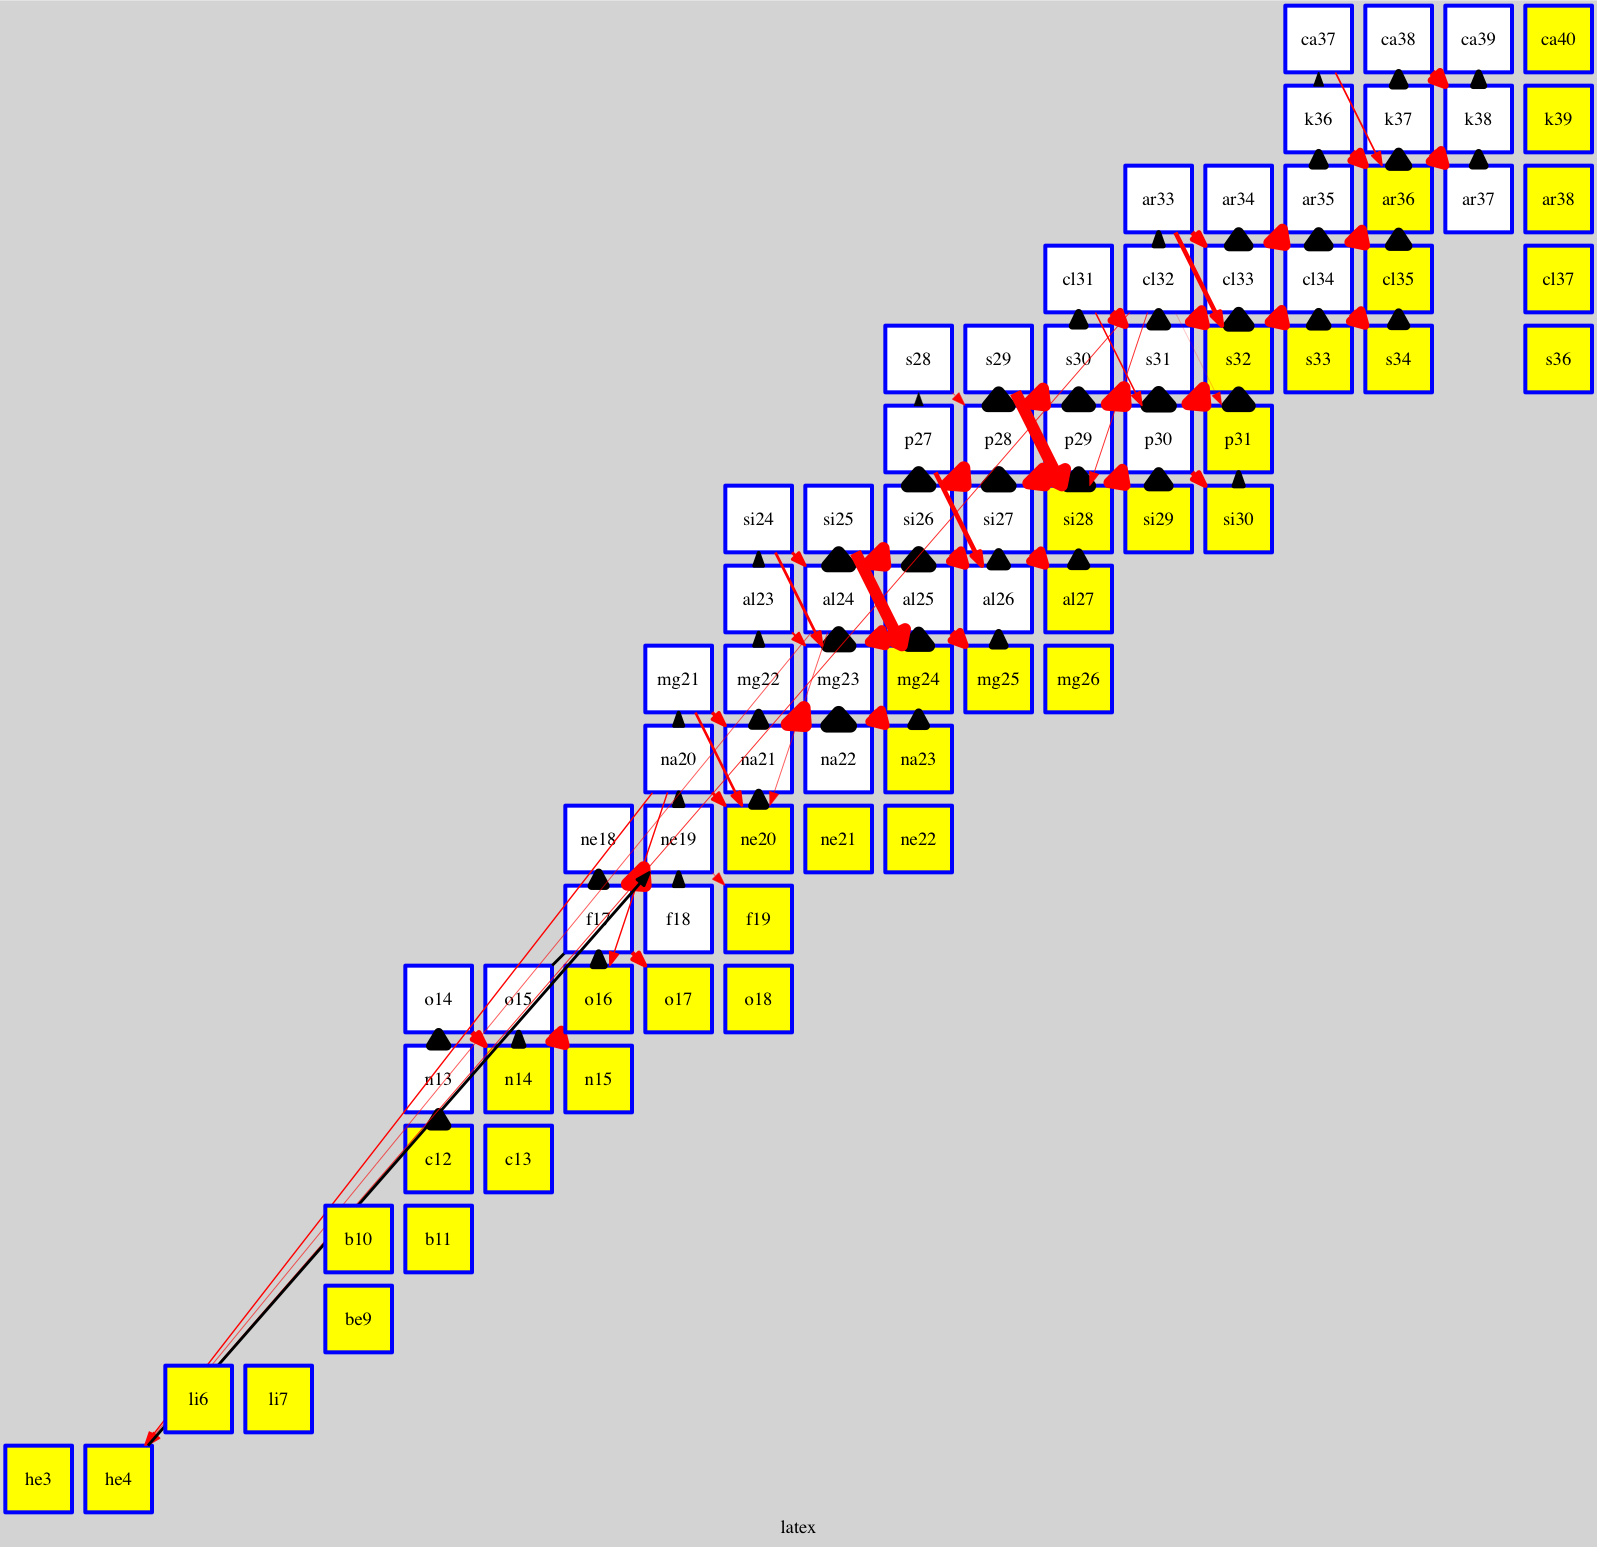 ca37 ca38 ca39 ca40
k36 k37 k38 k39
ar33 ar34 ar35 ar36 ar37 ar38
cl31 cl32 cl33 cl34 cl35 cl37
s28 s29 s30 s31 s32 s33 s34 s36
p27 p28 p29 p30 p31
si24 si25 si26 si27 si28 si29 si30
al23 al24 al25 al26 al27
mg21 mg22 mg23 mg24 mg25 mg26
na20 na21 na22 na23
ne18 ne19 ne20 ne21 ne22
f17 f18 f19
o14 o15 o16 o17 o18
n13 n14 n15
c12 c13
b10 b11
be9
li6 li7
he3 he4
latex